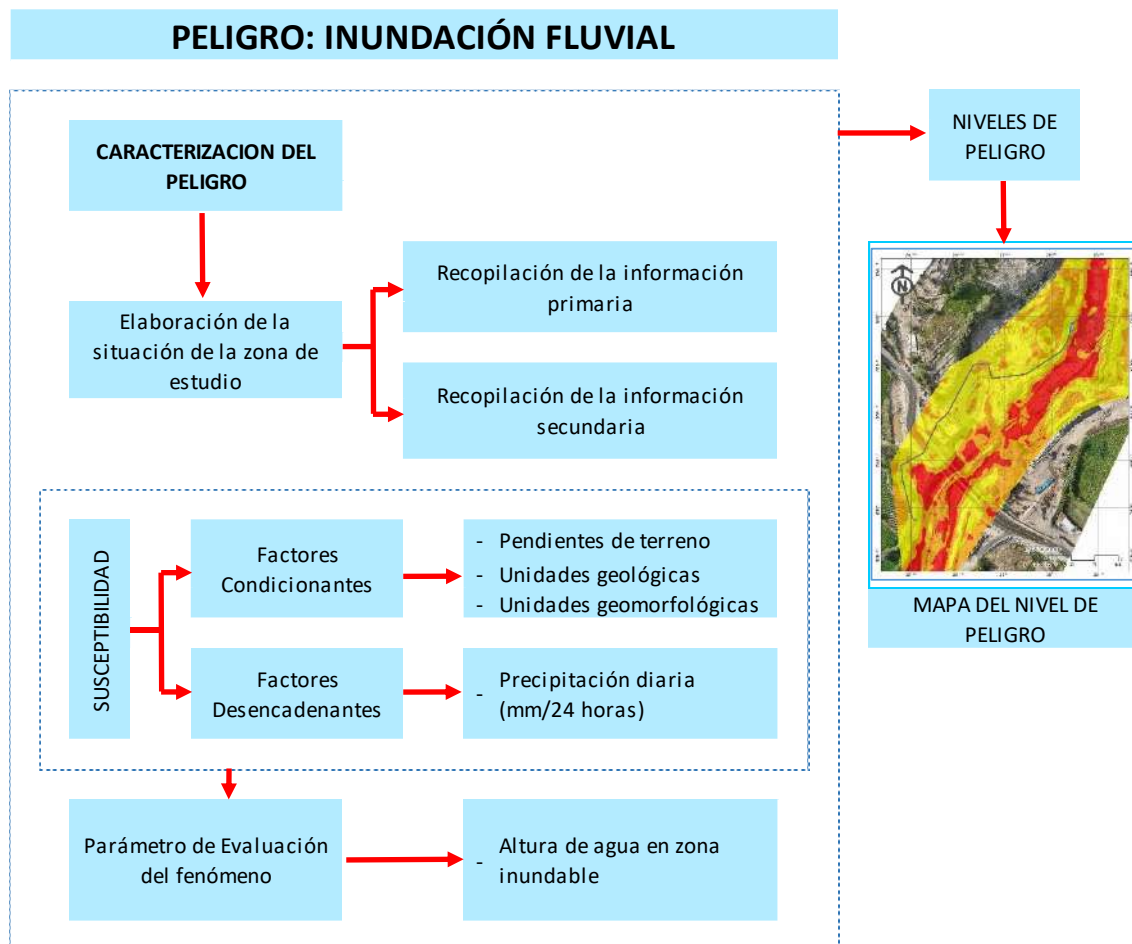 PELIGRO: INUNDACIÓN FLUVIAL
CARACTERIZACION DEL
PELIGRO
Elaboración de la
situación de la zona de
estudio
Recopilación de la información
primaria
Recopilación de la información
secundaria
SUSCEPTIBILIDAD
Factores
Condicionantes
- Pendientes de terreno
- Unidades geológicas
- Unidades geomorfológicas
Factores
Desencadenantes
- Precipitación diaria
(mm/24 horas)
Parámetro de Evaluación
del fenómeno
- Altura de agua en zona
inundable
NIVELES DE
PELIGRO
N
MAPA DEL NIVEL DE
PELIGRO